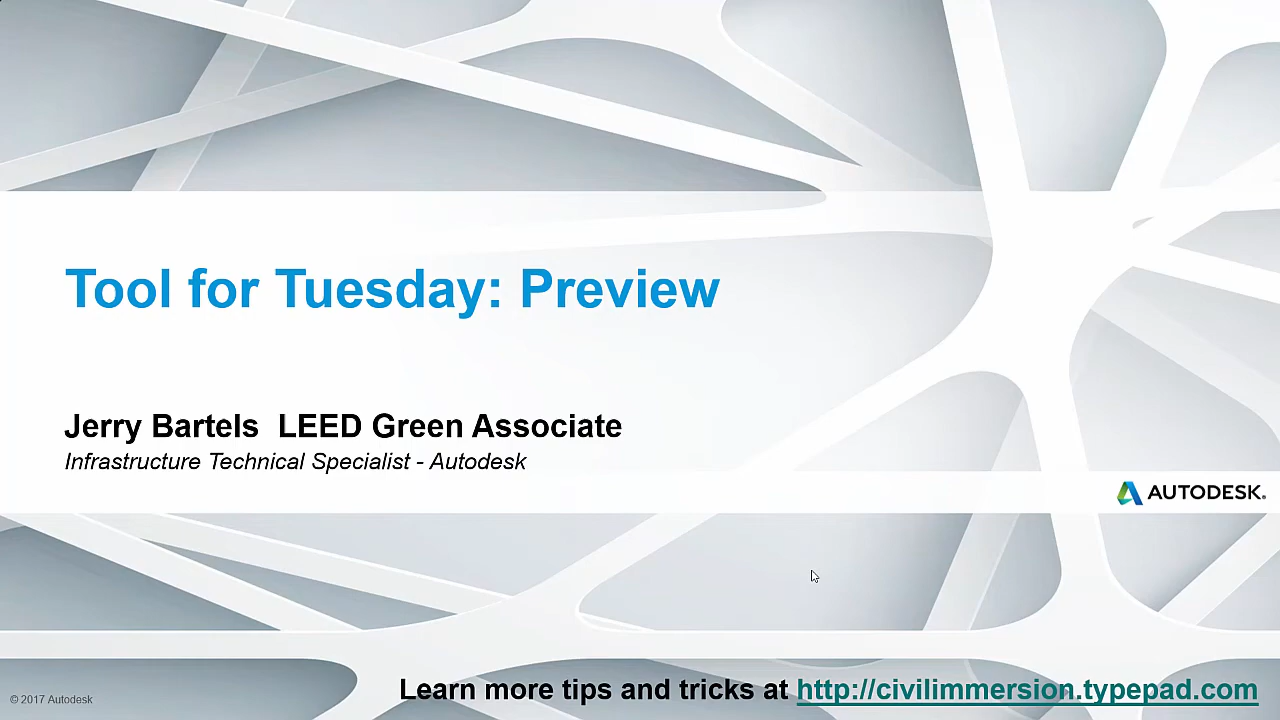 Tool for Tuesday: Preview
Jerry Bartels  LEED Green Associate
Infrastructure Technical Specialist - Autodesk
AUTODESK.
Learn more tips and tricks at http://civilimmersion.typepad.com
© 2017 Autodesk